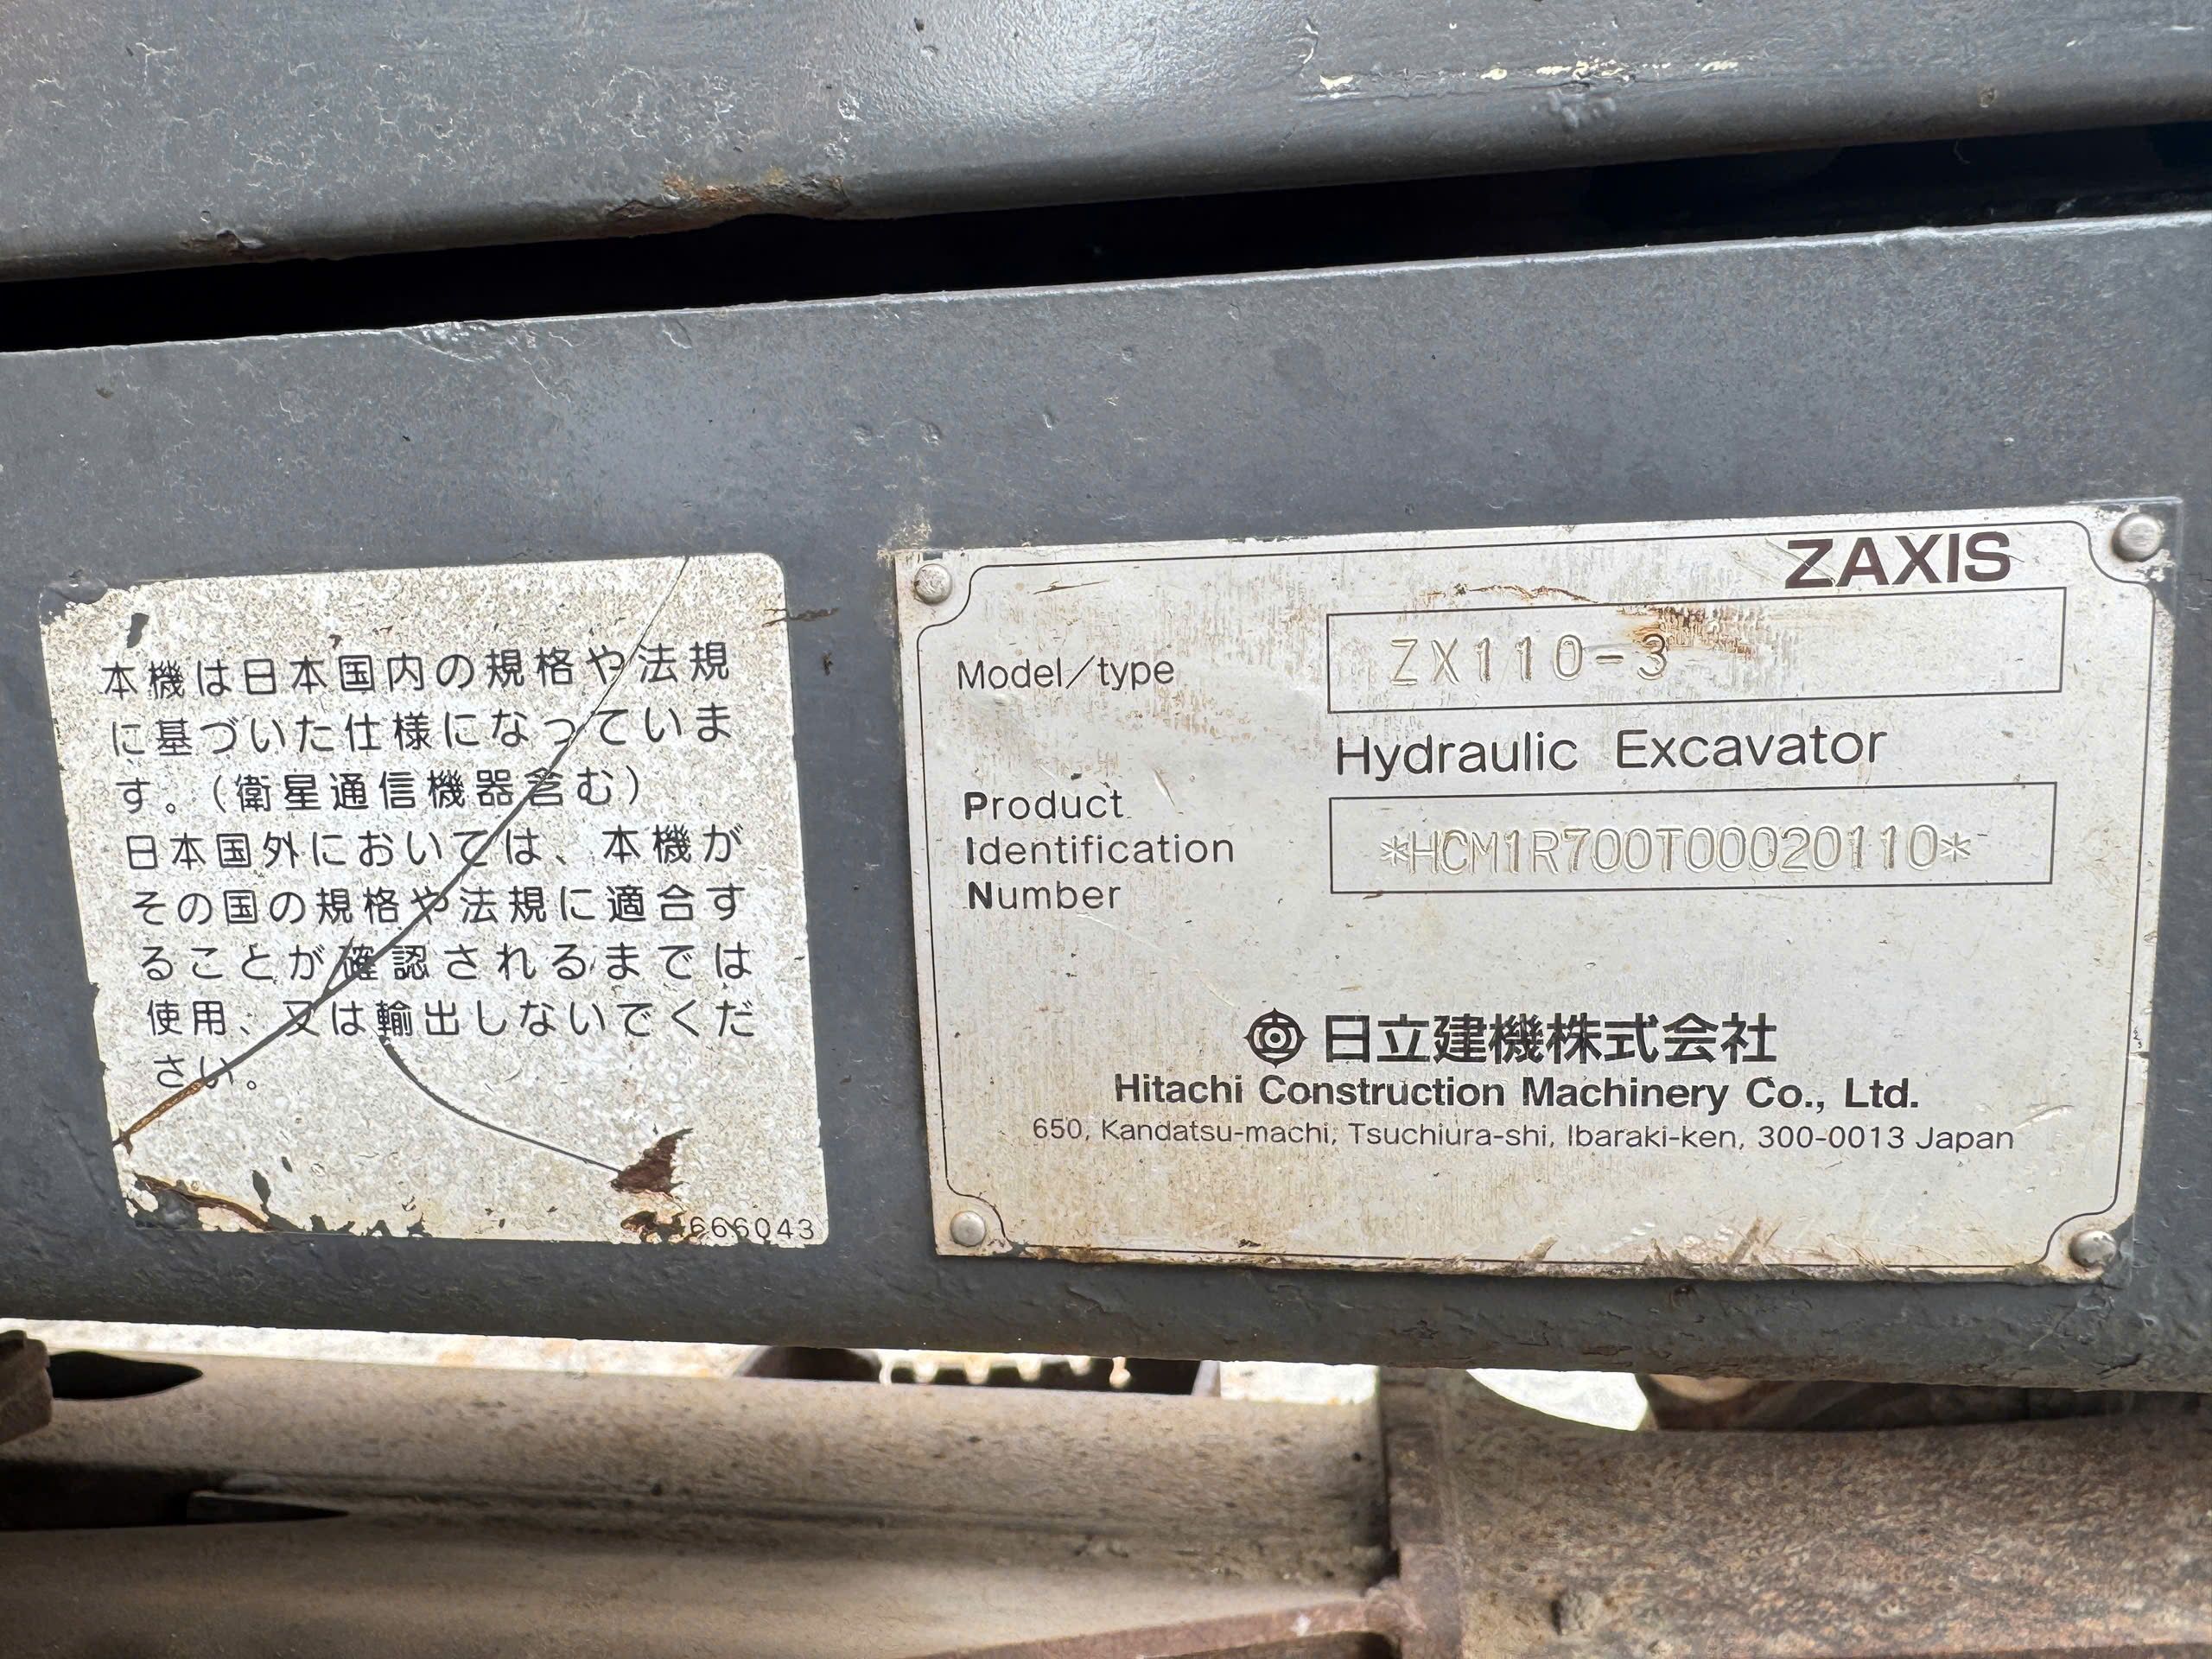 本機は日本国内の規格や法規
に基づいた仕様になっていま
す。(衛星通信機器含む)
日本国外においては、本機が
その国の規格や法規に適合す
ることが確認されるまでは
使用、又は輸出しないでくだ
さい。
666043
ZAXIS
Model/type
ZX110-3
Hydraulic Excavator
Product
Identification
Number
*HCM1R700T00020110*
日立建機株式会社
Hitachi Construction Machinery Co., Ltd.
650, Kandatsu-machi, Tsuchiura-shi, Ibaraki-ken, 300-0013 Japan